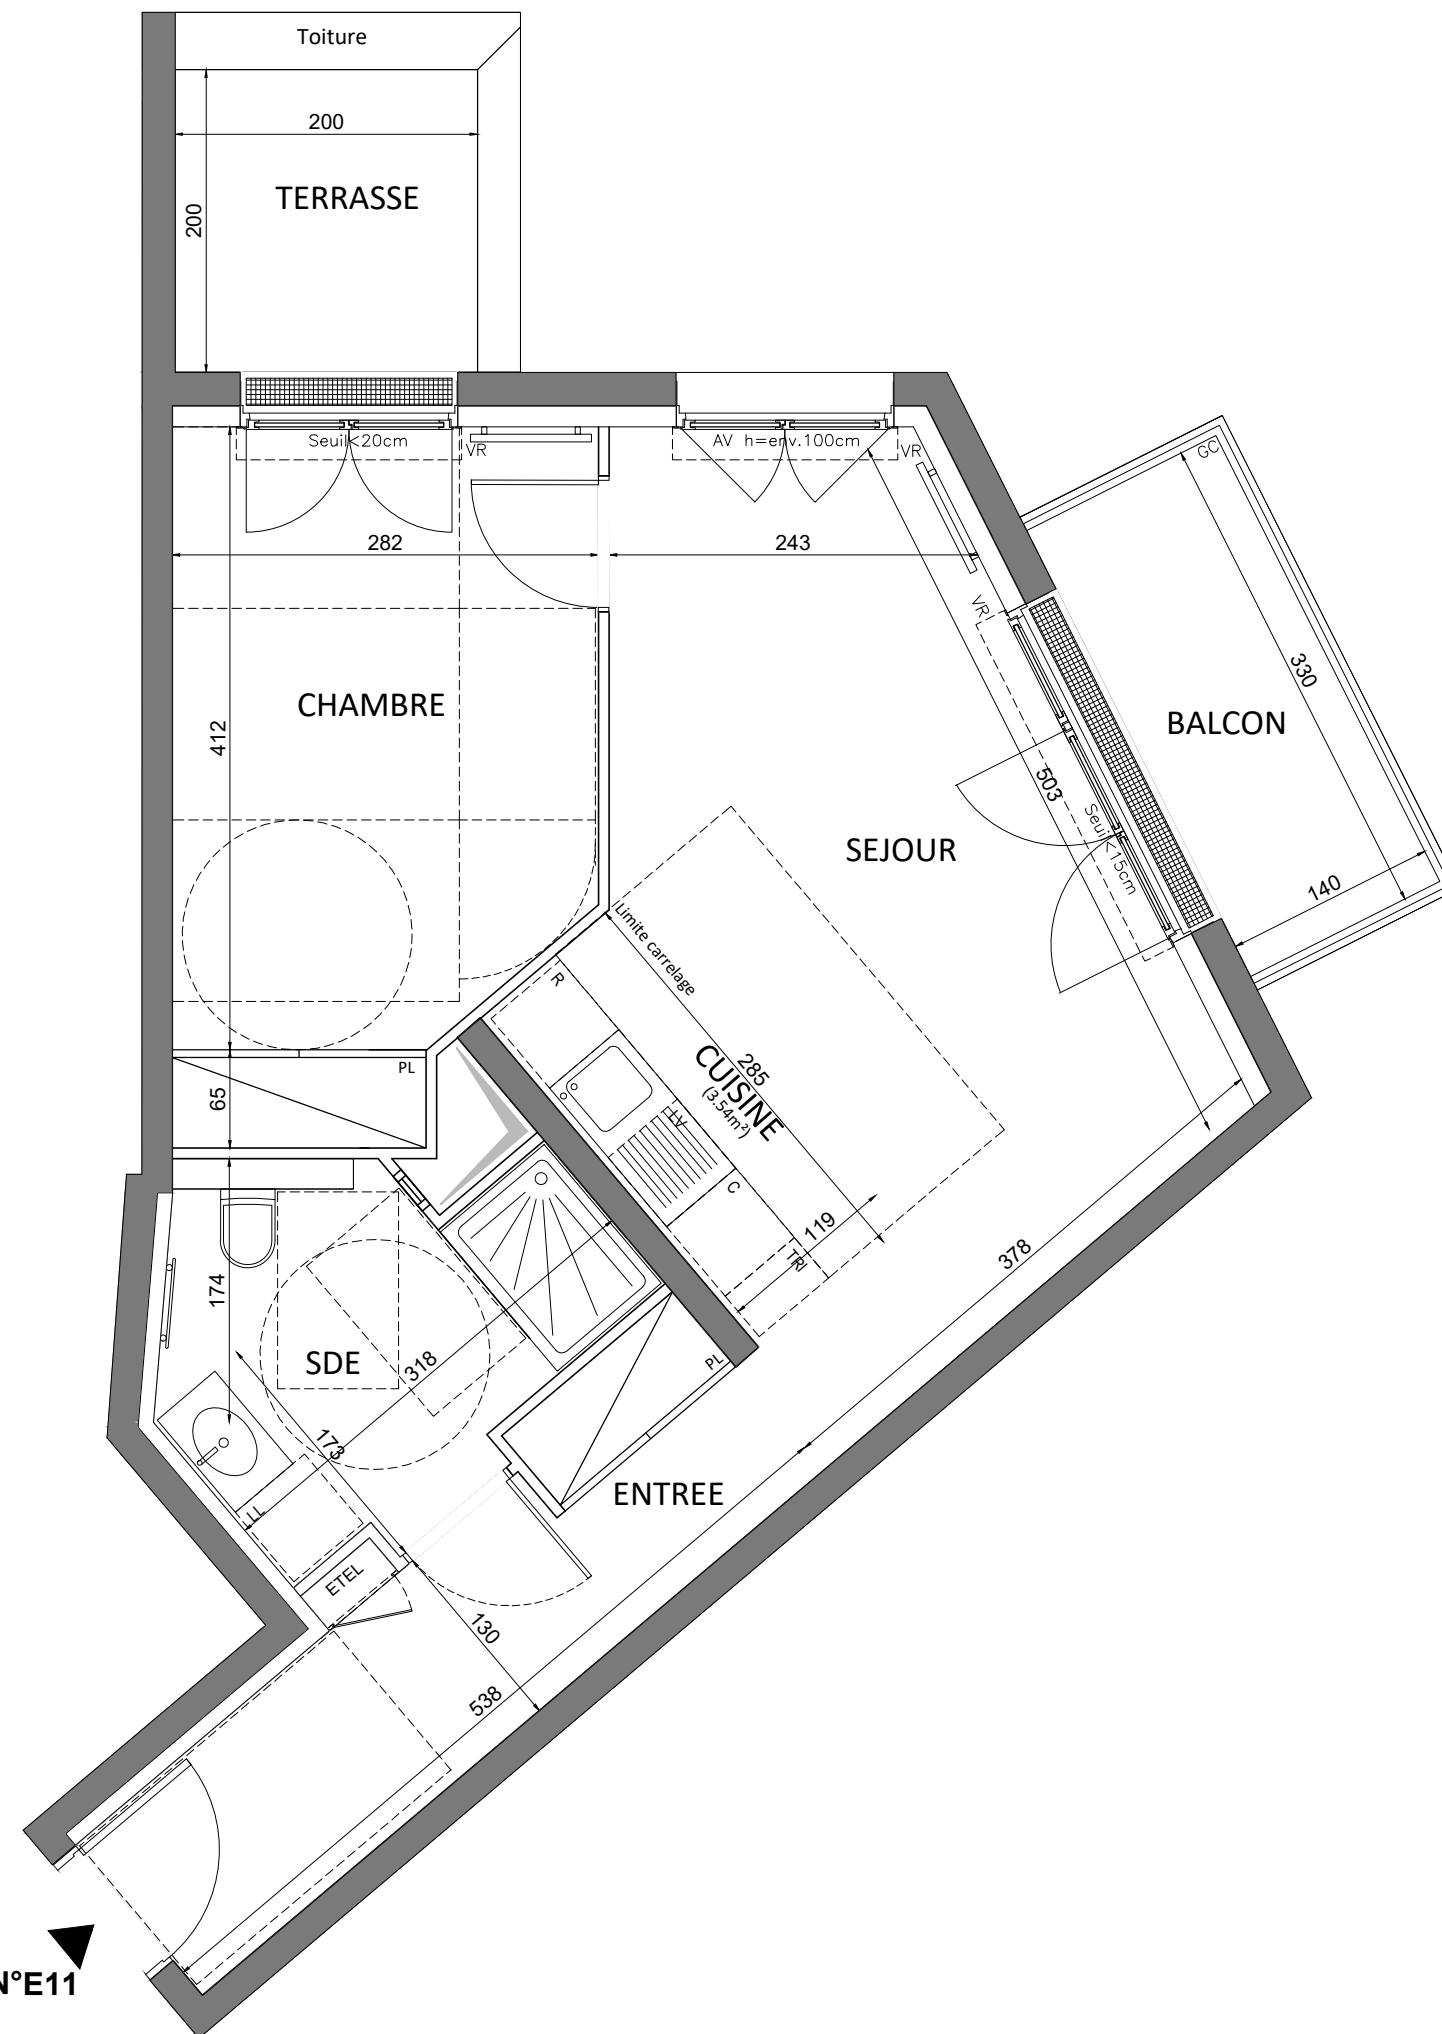 Toiture
200
TERRASSE
200
Seuil<20cm
VR
AV h=env.100cm
VR
GC
282
243
VR
330
CHAMBRE
412
BALCON
503
SEJOUR
Seuil<15cm
140
Limite carrelage
R
285
CUISINE
(3.54m²)
PL
65
LV
C
119
TRI
378
174
SDE
318
PL
173
ENTREE
LL
ETEL
130
538
N°E11